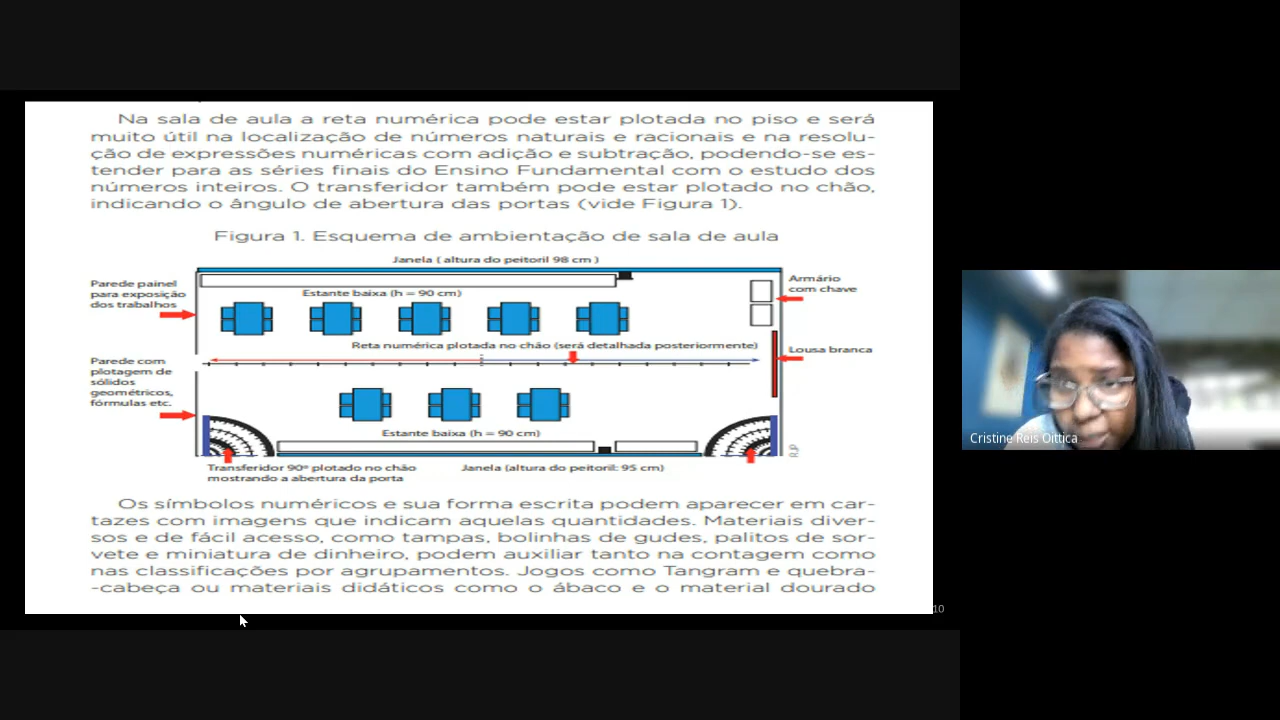 Na sala de aula a reta numérica pode estar plotada no piso e será
muito útil na localização de números naturais e racionais e na resolu-
ção de expressões numéricas com adição e subtração, podendo-se es-
tender para as séries finais do Ensino Fundamental com o estudo dos
números inteiros. O transferidor também pode estar plotado no chão,
indicando o ângulo de abertura das portas (vide Figura 1).
Figura 1. Esquema de ambientação de sala de aula
Janela ( altura do peitoril 98 cm )
Parede painel
para exposição
dos trabalhos
Estante baixa (h = 90 cm)
Armário
com chave
Reta numérica plotada no chão (será detalhada posteriormente)
Lousa branca
Parede com
plotagem de
sólidos
geométricos,
fórmulas etc.
Estante baixa (h = 90 cm)
Transferidor 90º plotado no chão
mostrando a abertura da porta
Janela (altura do peitoril: 95 cm)
Os símbolos numéricos e sua forma escrita podem aparecer em car-
tazes com imagens que indicam aquelas quantidades. Materiais diver-
sos e de fácil acesso, como tampas, bolinhas de gudes, palitos de sor-
vete e miniatura de dinheiro, podem auxiliar tanto na contagem como
nas classificações por agrupamentos. Jogos como Tangram e quebra-
-cabeça ou materiais didáticos como o ábaco e o material dourado
10
Cristine Reis Oittica